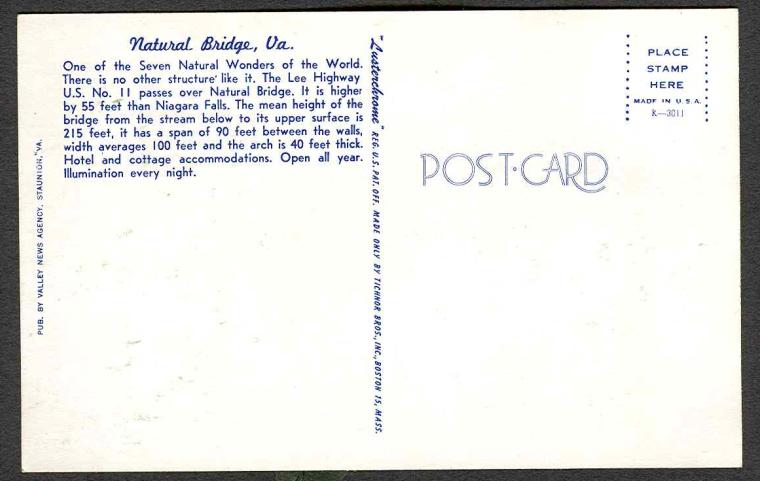 Natural Bridge, Va.
One of the Seven Natural Wonders of the World.
There is no other structure like it. The Lee Highway
U.S. No. 11 passes over Natural Bridge. It is higher
by 55 feet than Niagara Falls. The mean height of the
bridge from the stream below to its upper surface is
215 feet, it has a span of 90 feet between the walls,
width averages 100 feet and the arch is 40 feet thick.
Hotel and cottage accommodations. Open all year.
Illumination every night.
PUB. BY VALLEY NEWS AGENCY, STAUNTON, VA.
"Lusterchrome" REG. U.S. PAT. OFF. MADE ONLY BY TICHNOR BROS., INC., BOSTON 15, MASS.
POST·CARD
PLACE
STAMP
HERE
MADE IN U.S.A.
K—3011